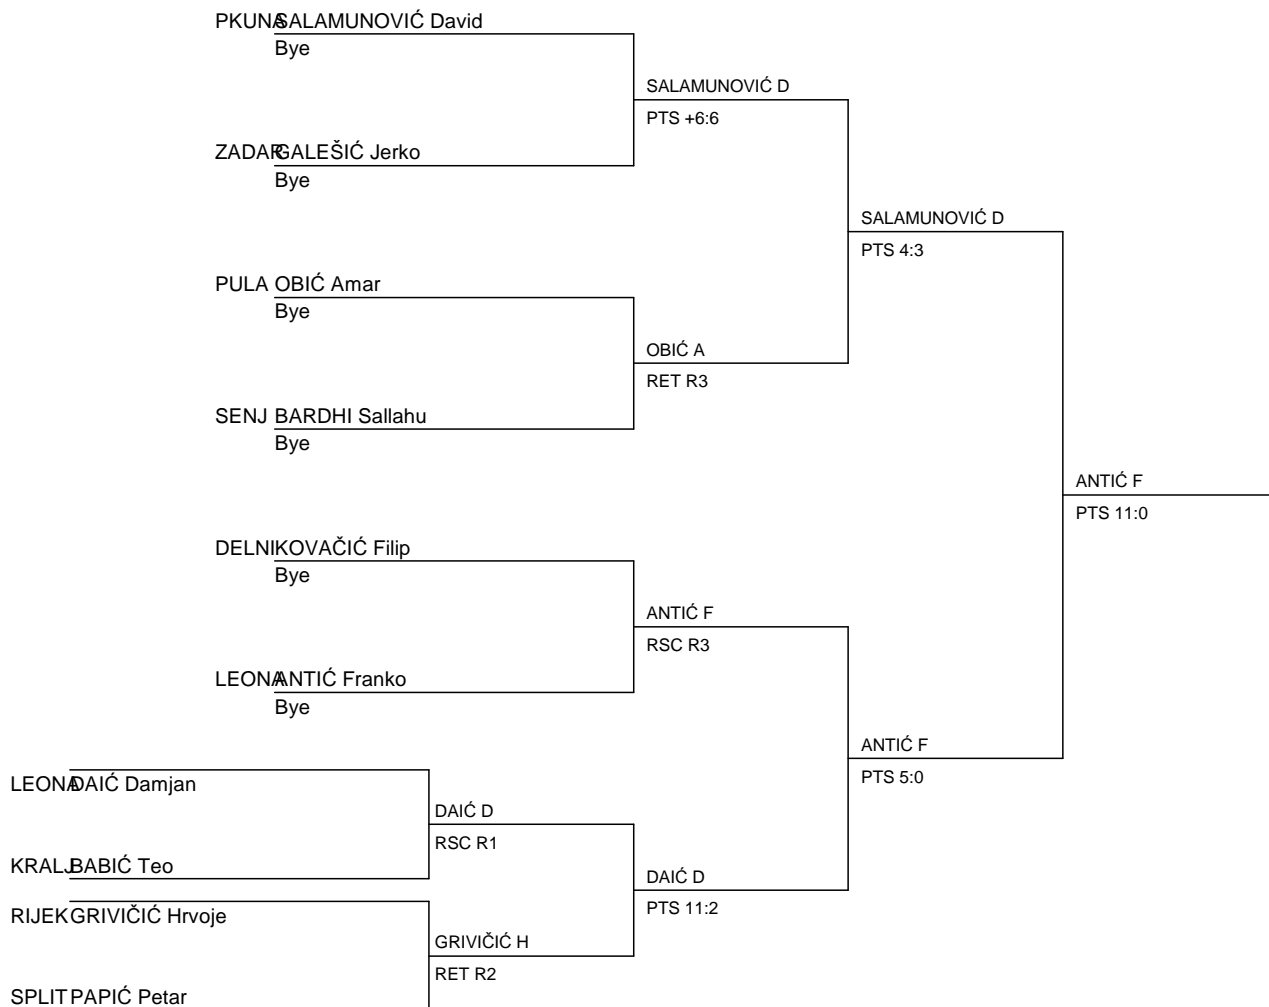 PKUNA SALAMUNOVIĆ David
Bye
SALAMUNOVIĆ D
PTS +6:6
ZADAR GALEŠIĆ Jerko
Bye
SALAMUNOVIĆ D
PTS 4:3
PULA OBIĆ Amar
Bye
OBIĆ A
RET R3
SENJ BARDHI Sallahu
Bye
ANTIĆ F
PTS 11:0
DELNI KOVAČIĆ Filip
Bye
ANTIĆ F
RSC R3
LEONA ANTIĆ Franko
Bye
ANTIĆ F
PTS 5:0
LEONA DAIĆ Damjan
DAIĆ D
RSC R1
KRALJ BABIĆ Teo
DAIĆ D
PTS 11:2
RIJEK GRIVIČIĆ Hrvoje
GRIVIČIĆ H
RET R2
SPLIT PAPIĆ Petar